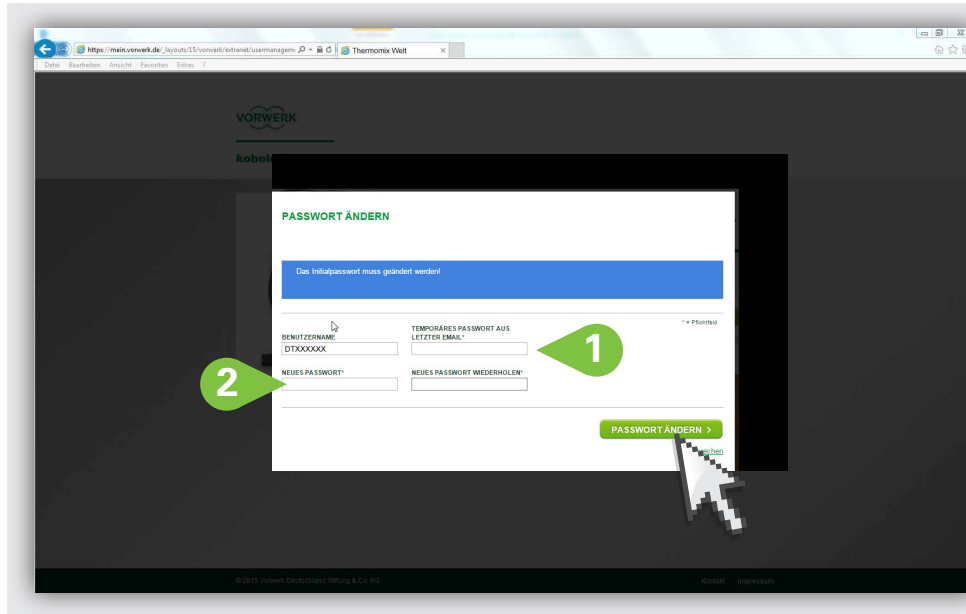 https://mein.vorwerk.de/_layouts/15/vorwerk/extranet/usermanagem
Thermomix Welt
Datei Bearbeiten Ansicht Favoriten Extras ?
VORWERK
kobol
PASSWORT ÄNDERN
Das Initialpasswort muss geändert werden!
* = Pflichtfeld
BENUTZERNAME
DTXXXXXX
TEMPORÄRES PASSWORT AUS
LETZTER EMAIL*
1
2
NEUES PASSWORT*
NEUES PASSWORT WIEDERHOLEN*
PASSWORT ÄNDERN >
echen
© 2015 Vorwerk Deutschland Stiftung & Co. KG
Kontakt Impressum